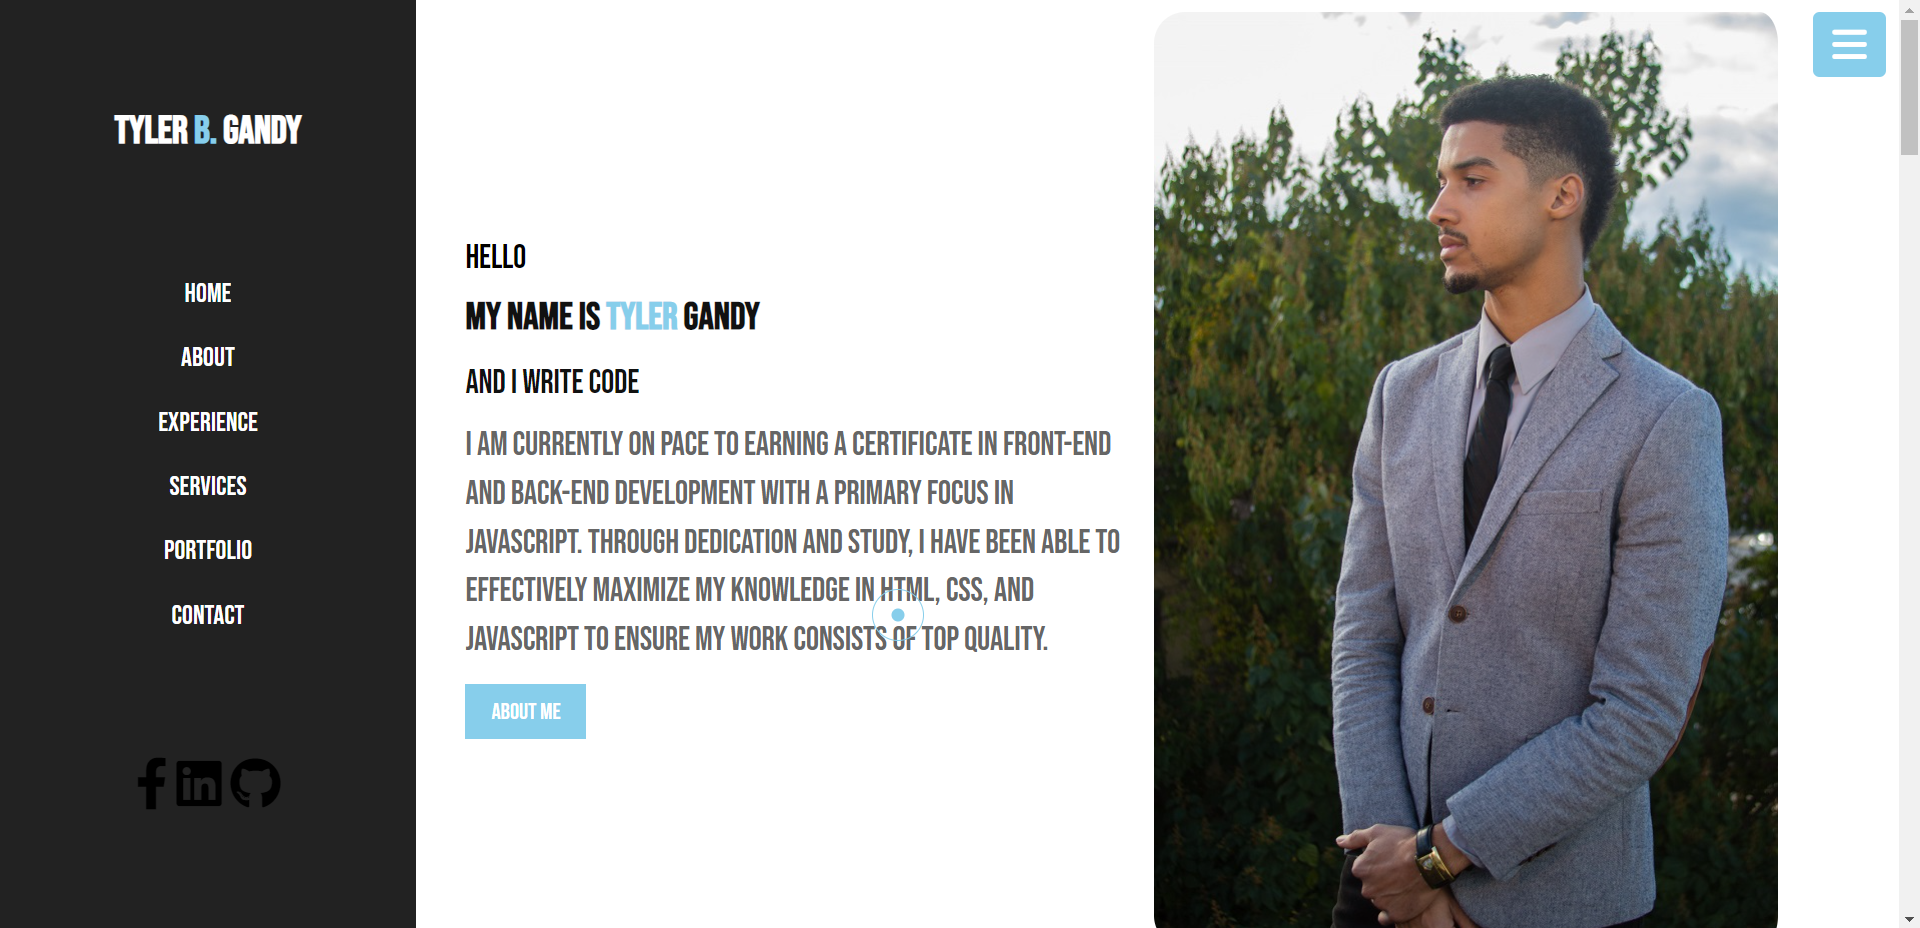 TYLER B. GANDY
HOME
ABOUT
EXPERIENCE
SERVICES
PORTFOLIO
CONTACT
HELLO
MY NAME IS TYLER GANDY
AND I WRITE CODE
I AM CURRENTLY ON PACE TO EARNING A CERTIFICATE IN FRONT-END
AND BACK-END DEVELOPMENT WITH A PRIMARY FOCUS IN
JAVASCRIPT. THROUGH DEDICATION AND STUDY, I HAVE BEEN ABLE TO
EFFECTIVELY MAXIMIZE MY KNOWLEDGE IN HTML, CSS, AND
JAVASCRIPT TO ENSURE MY WORK CONSISTS OF TOP QUALITY.
ABOUT ME